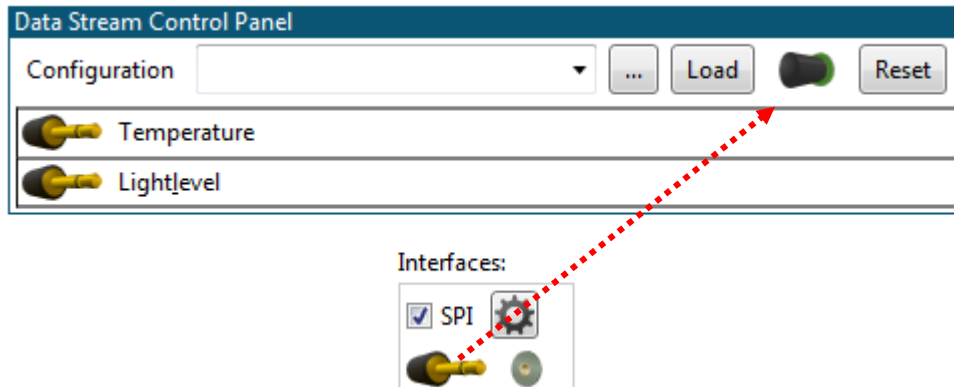 Data Stream Control Panel
Configuration ... Load Reset
Temperature
Lightlevel
Interfaces:
SPI